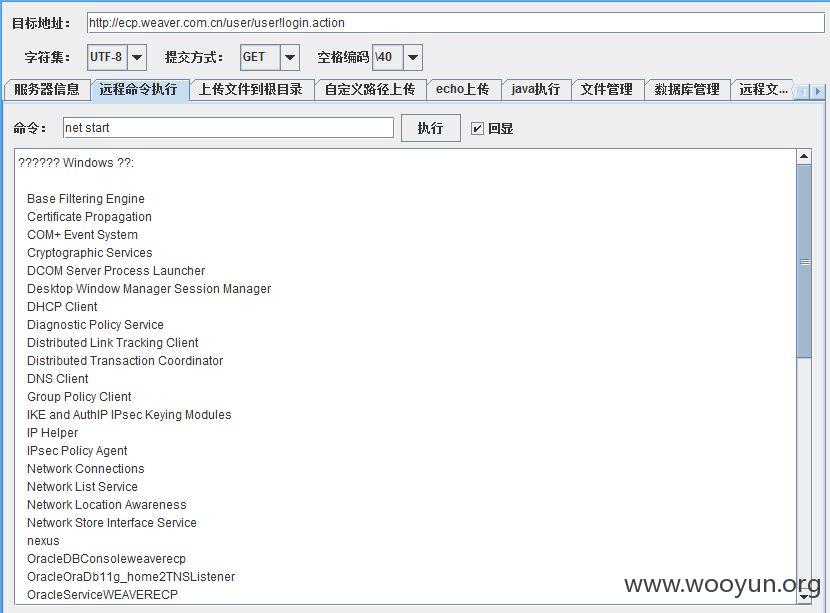 目标地址： http://ecp.weaver.com.cn/user/user!login.action
字符集： UTF-8 提交方式： GET 空格编码 \40
服务器信息 远程命令执行 上传文件到根目录 自定义路径上传 echo上传 java执行 文件管理 数据库管理 远程文...
命令： net start 执行 回显
?????? Windows ??:
Base Filtering Engine
Certificate Propagation
COM+ Event System
Cryptographic Services
DCOM Server Process Launcher
Desktop Window Manager Session Manager
DHCP Client
Diagnostic Policy Service
Distributed Link Tracking Client
Distributed Transaction Coordinator
DNS Client
Group Policy Client
IKE and AuthIP IPsec Keying Modules
IP Helper
IPsec Policy Agent
Network Connections
Network List Service
Network Location Awareness
Network Store Interface Service
nexus
OracleDBConsoleweaverecp
OracleOraDb11g_home2TNSListener
OracleServiceWEAVERECP
www.wooyun.org